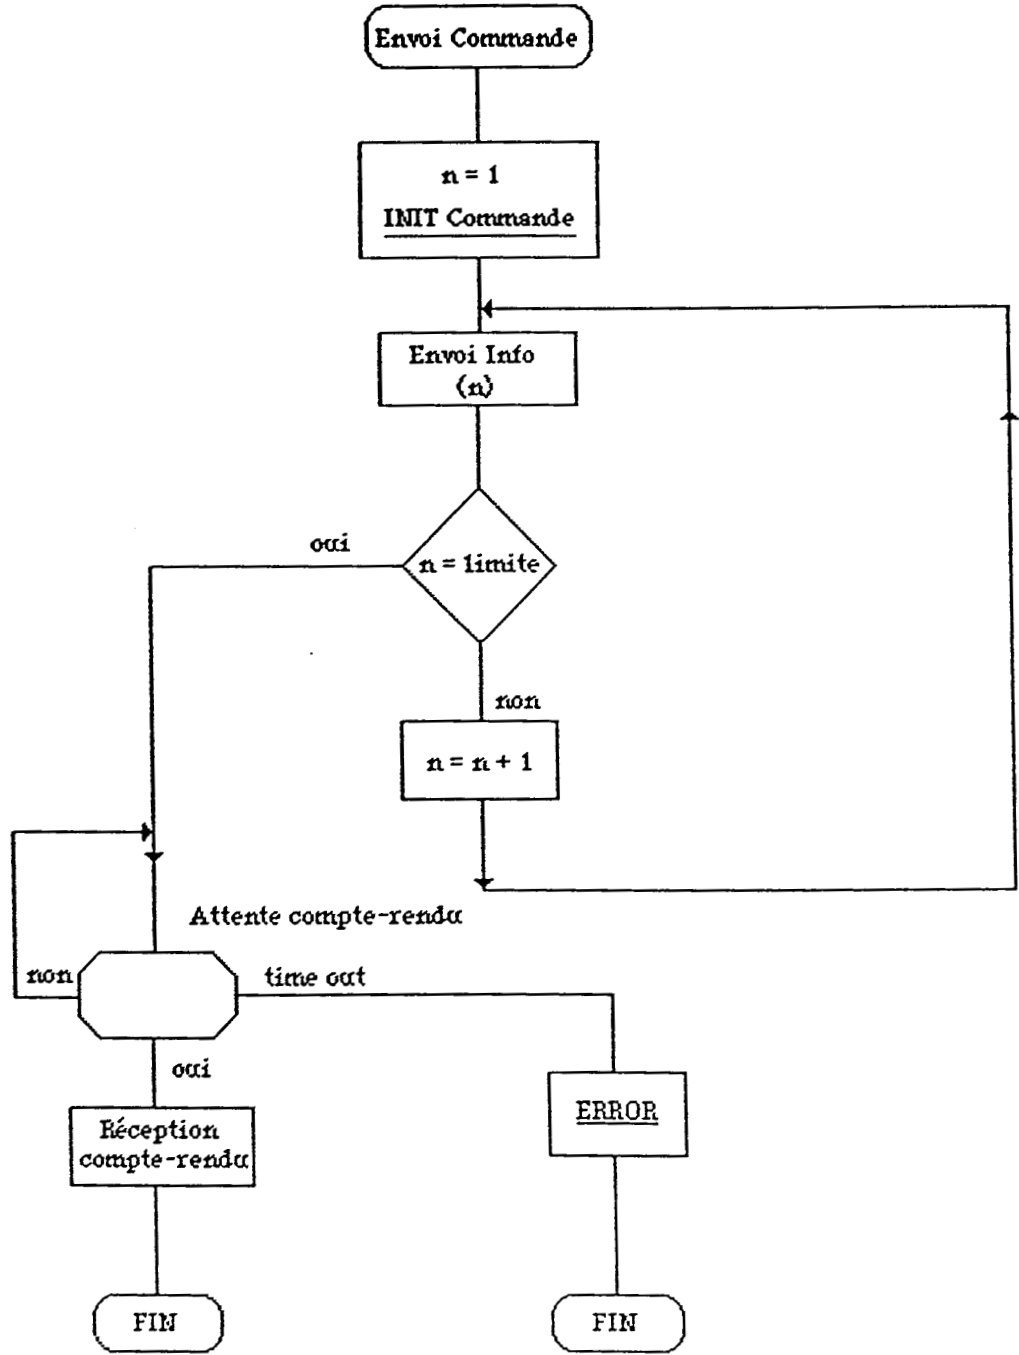 Envoi Commande
n = 1
INIT Commande
Envoi Info
(n)
oui
n = limite
non
n = n + 1
Attente compte-rendu
non
time out
oui
ERROR
Réception
compte-rendu
FIN
FIN